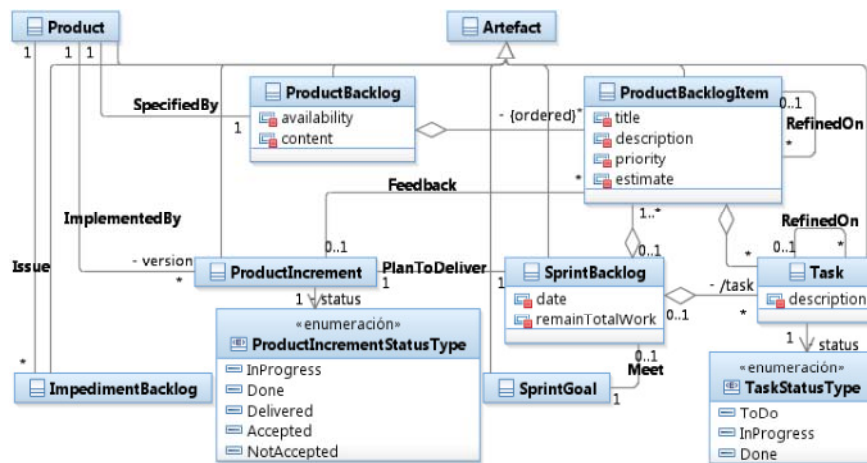 Product
Artefact
1
1
1
ProductBacklog
availability
content
ProductBacklogItem
title
description
priority
estimate
SpecifiedBy
1
- {ordered}
*
0..1
RefinedOn
*
Feedback
*
0..1
ImplementedBy
- version
*
Issue
*
1..*
0..1
RefinedOn
0..1
*
*
ProductIncrement
1
PlanToDeliver
1
SprintBacklog
date
remainTotalWork
- /task
0..1
*
Task
description
1
status
«enumeración»
ProductIncrementStatusType
InProgress
Done
Delivered
Accepted
NotAccepted
ImpedimentBacklog
SprintGoal
0..1
Meet
1
1
status
«enumeración»
TaskStatusType
ToDo
InProgress
Done